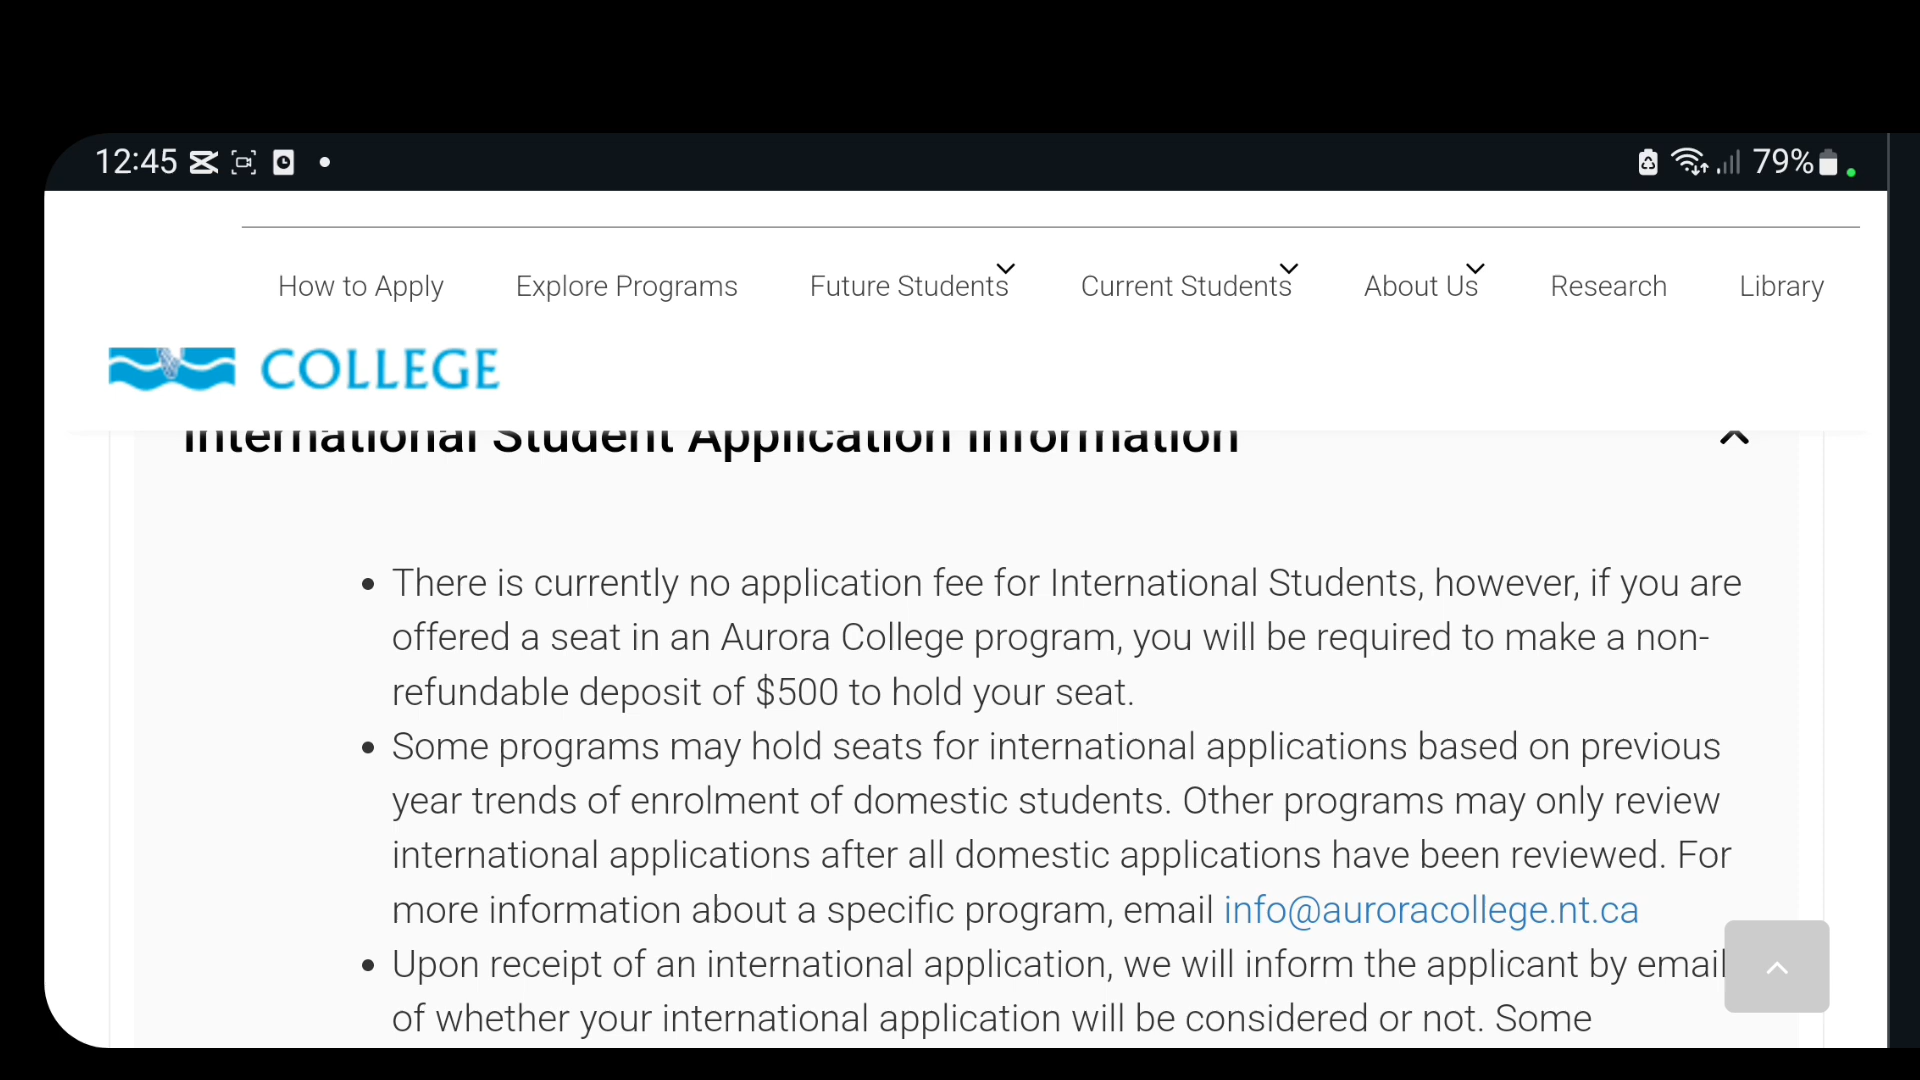 12:45
79%
How to Apply
Explore Programs
Future Students
Current Students
About Us
Research
Library
COLLEGE
International Student Application Information
• There is currently no application fee for International Students, however, if you are
offered a seat in an Aurora College program, you will be required to make a non-
refundable deposit of $500 to hold your seat.
• Some programs may hold seats for international applications based on previous
year trends of enrolment of domestic students. Other programs may only review
international applications after all domestic applications have been reviewed. For
more information about a specific program, email info@auroracollege.nt.ca
• Upon receipt of an international application, we will inform the applicant by email
of whether your international application will be considered or not. Some